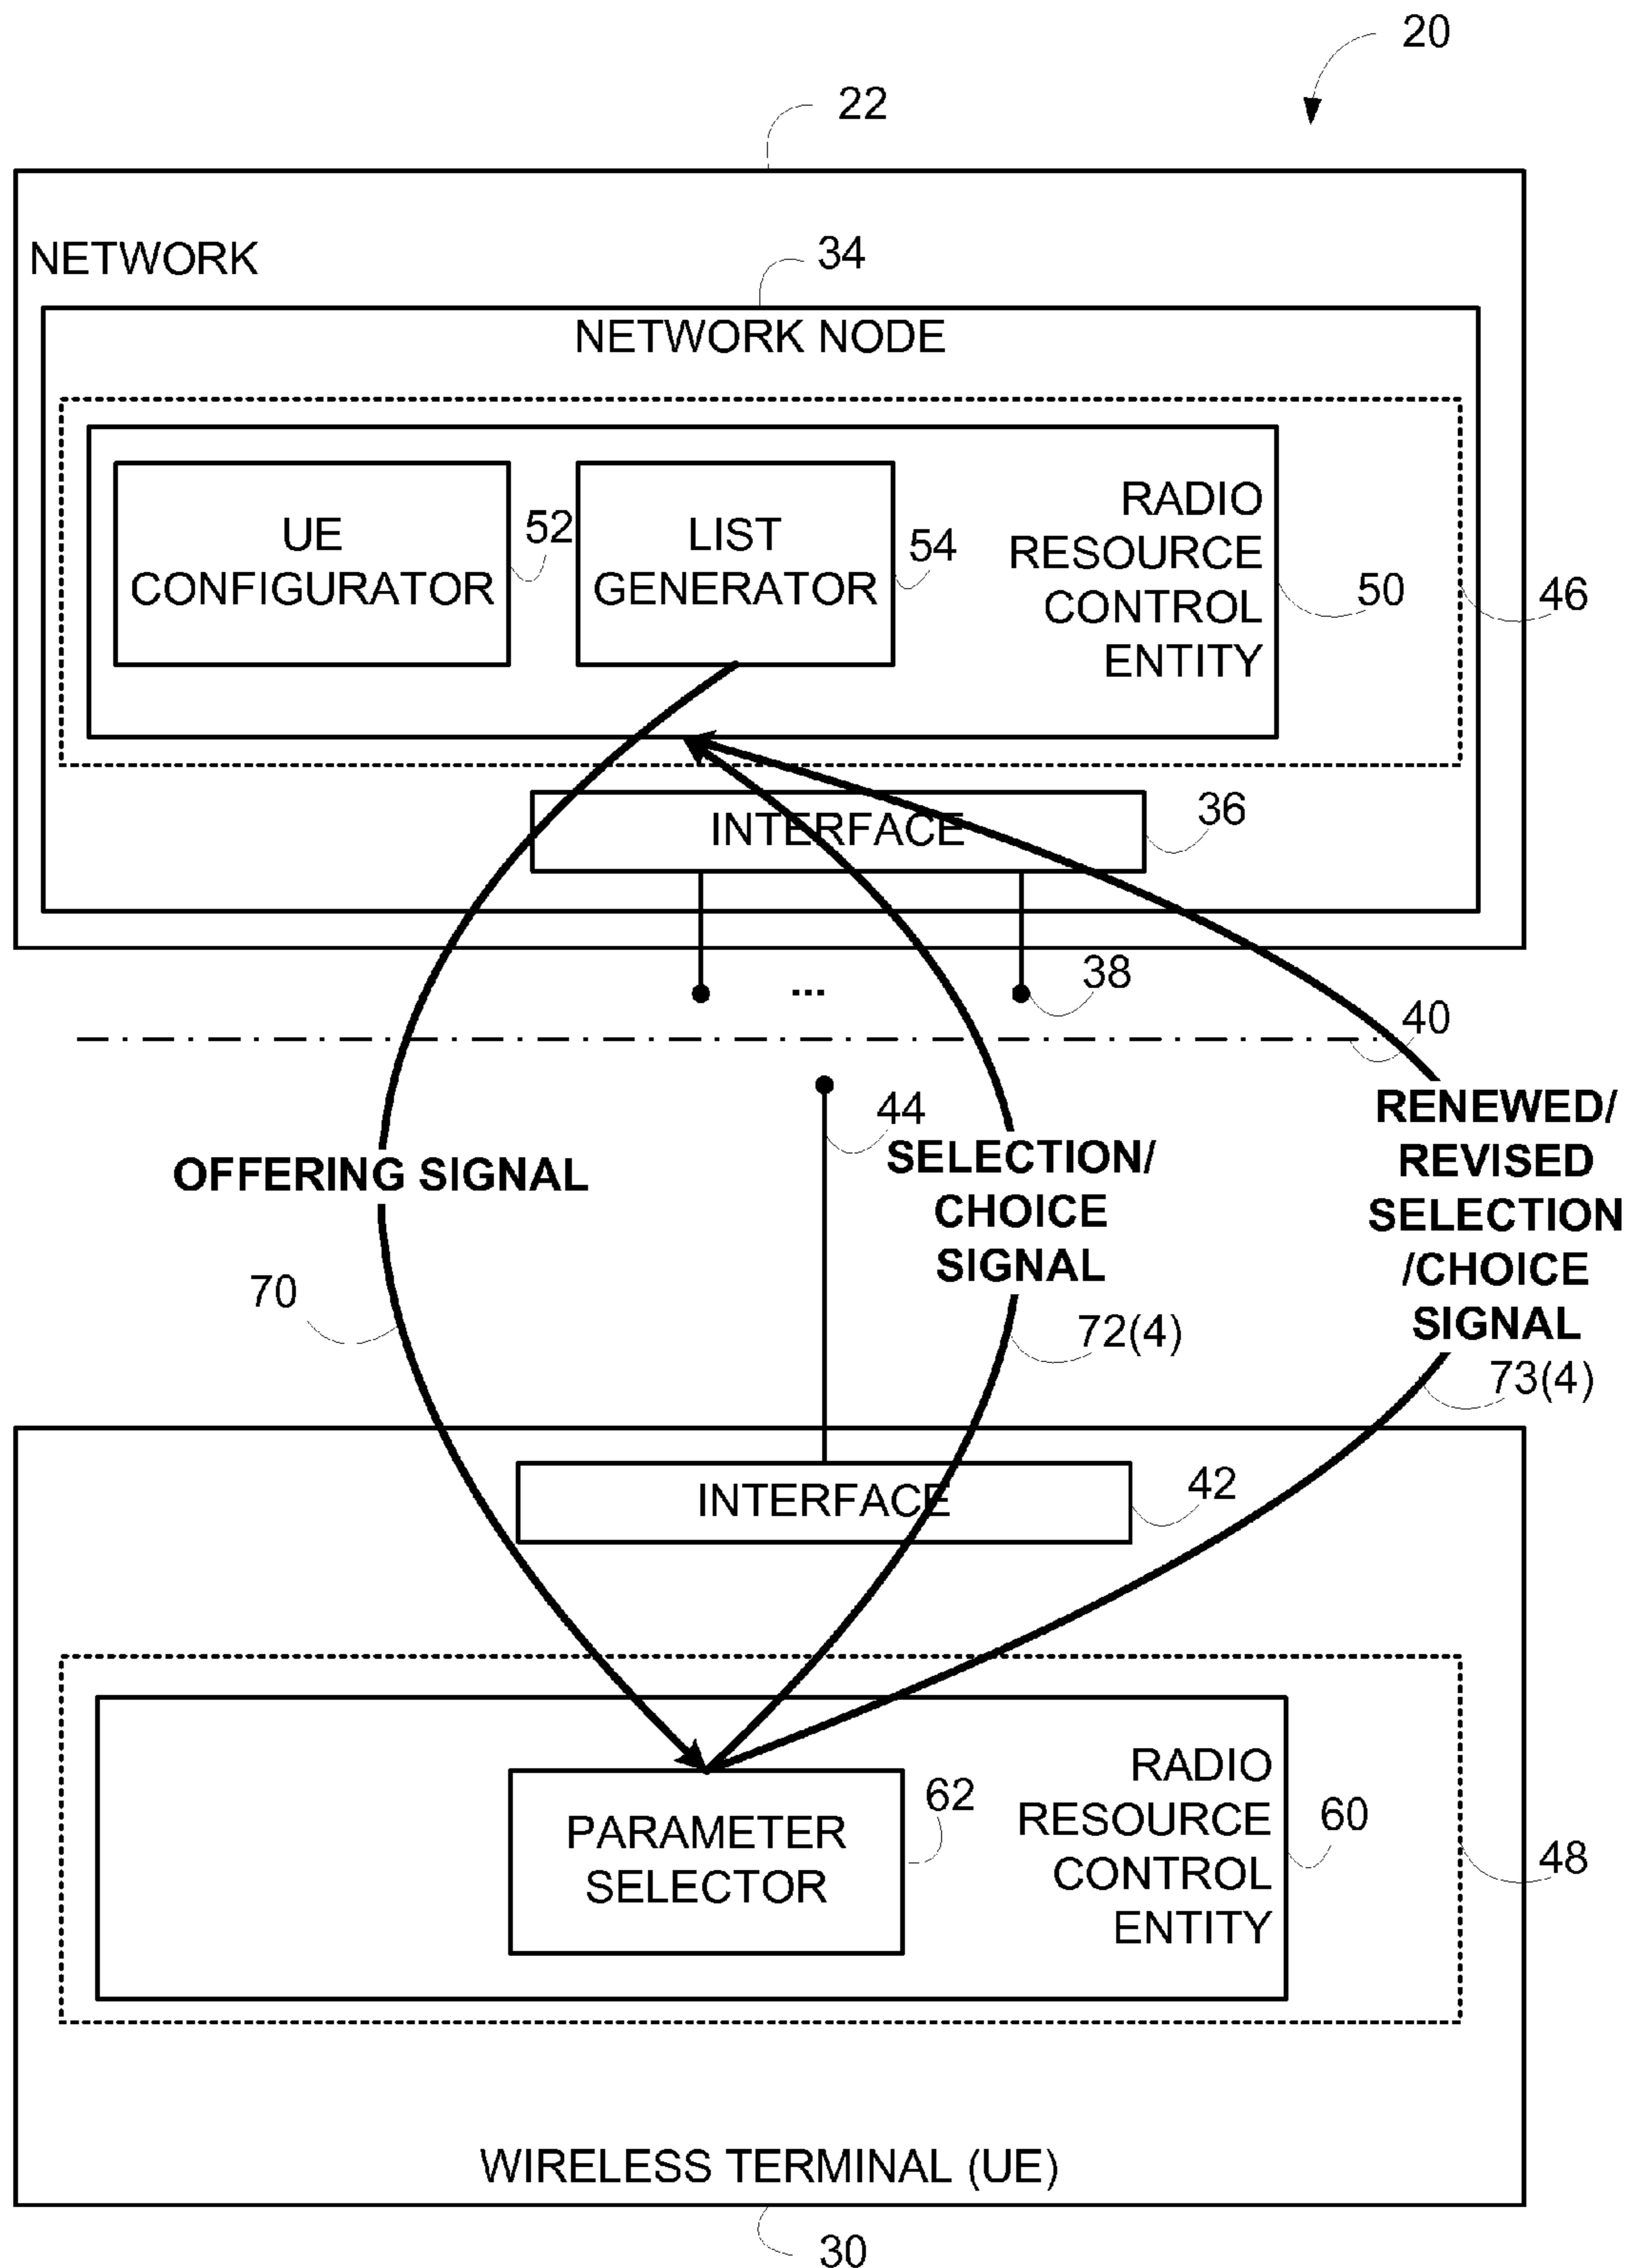 20
22
NETWORK
34
NETWORK NODE
UE
CONFIGURATOR
52
LIST
GENERATOR
54
RADIO
RESOURCE
CONTROL
ENTITY
50
46
INTERFACE
36
38
...
40
44
OFFERING SIGNAL
SELECTION/
CHOICE
SIGNAL
RENEWED/
REVISED
SELECTION
/CHOICE
SIGNAL
70
72(4)
73(4)
INTERFACE
42
PARAMETER
SELECTOR
62
RADIO
RESOURCE
CONTROL
ENTITY
60
48
WIRELESS TERMINAL (UE)
30